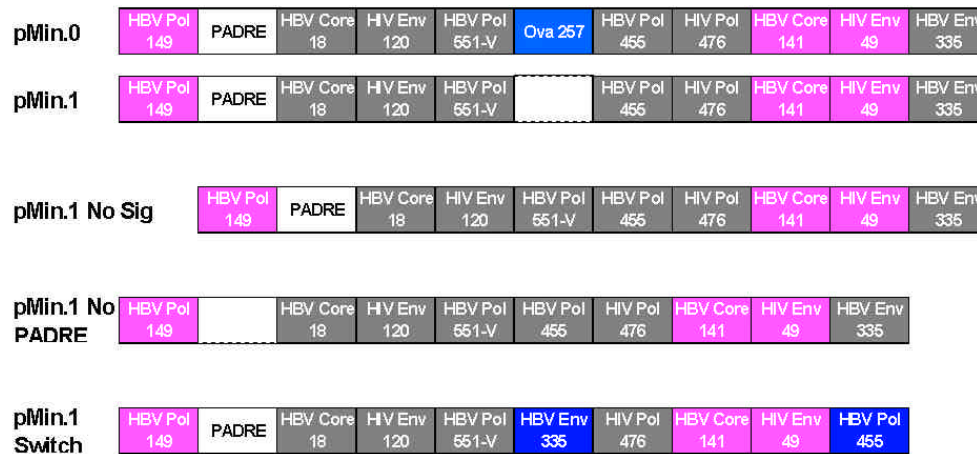 pMin.0
HBV Pol 149
PADRE
HBV Core 18
HIV Env 120
HBV Pol 551-V
Ova 257
HBV Pol 455
HIV Pol 476
HBV Core 141
HIV Env 49
HBV Env 335
pMin.1
HBV Pol 149
PADRE
HBV Core 18
HIV Env 120
HBV Pol 551-V
HBV Pol 455
HIV Pol 476
HBV Core 141
HIV Env 49
HBV Env 335
pMin.1 No Sig
HBV Pol 149
PADRE
HBV Core 18
HIV Env 120
HBV Pol 551-V
HBV Pol 455
HIV Pol 476
HBV Core 141
HIV Env 49
HBV Env 335
pMin.1 No PADRE
HBV Pol 149
HBV Core 18
HIV Env 120
HBV Pol 551-V
HBV Pol 455
HIV Pol 476
HBV Core 141
HIV Env 49
HBV Env 335
pMin.1 Switch
HBV Pol 149
PADRE
HBV Core 18
HIV Env 120
HBV Pol 551-V
HBV Env 335
HIV Pol 476
HBV Core 141
HIV Env 49
HBV Pol 455